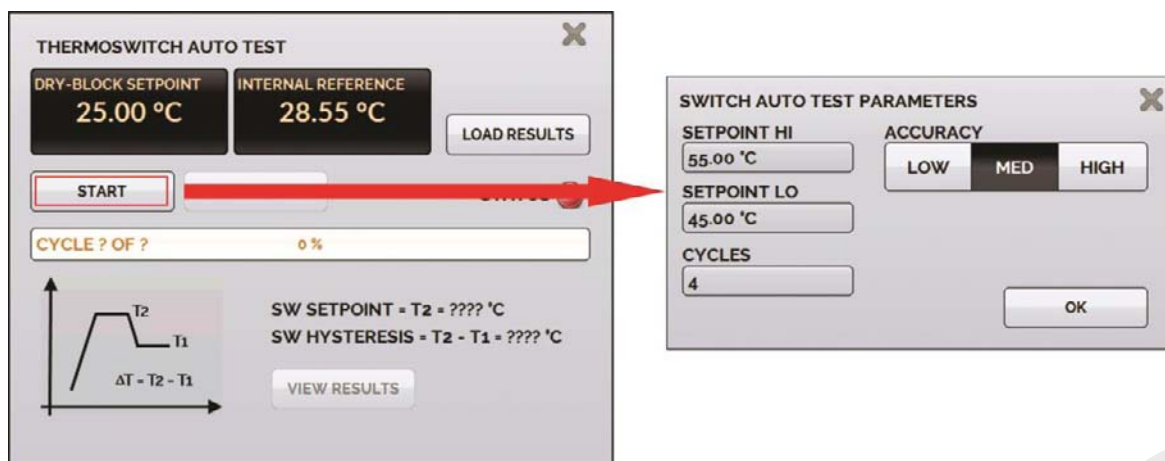 THERMOSWITCH AUTO TEST
DRY-BLOCK SETPOINT
25.00 °C
INTERNAL REFERENCE
28.55 °C
LOAD RESULTS
START
CYCLE ? OF ? 0 %
T2
T1
ΔT = T2 - T1
SW SETPOINT = T2 = ???? °C
SW HYSTERESIS = T2 - T1 = ???? °C
VIEW RESULTS
SWITCH AUTO TEST PARAMETERS
SETPOINT HI
55.00 °C
SETPOINT LO
45.00 °C
CYCLES
4
ACCURACY
LOW MED HIGH
OK